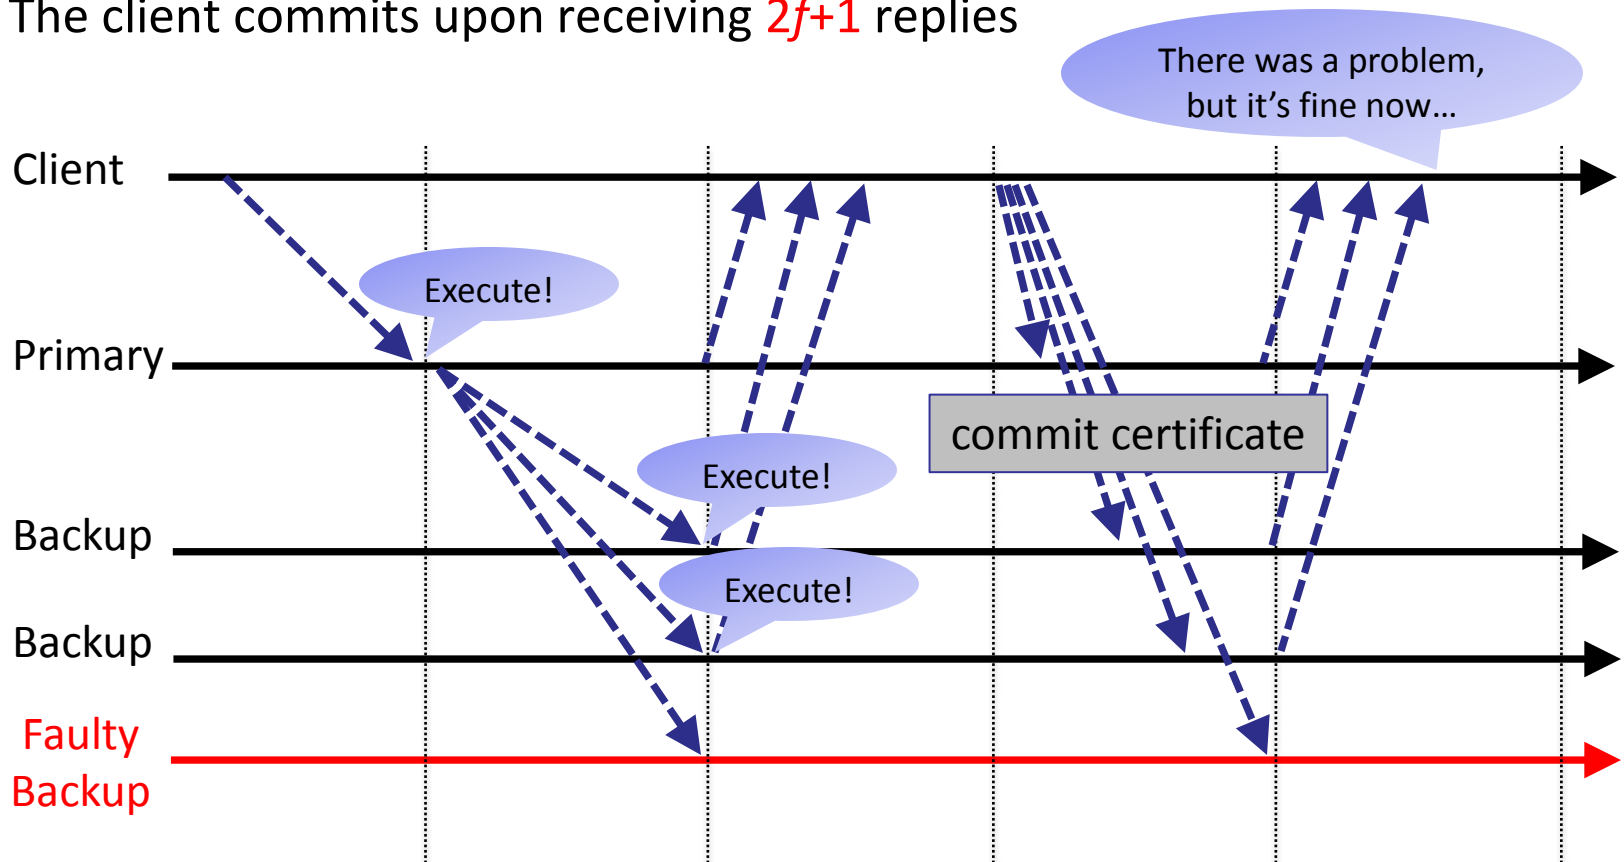 The client commits upon receiving 2f+1 replies
There was a problem,
but it’s fine now…
Client
Execute!
Primary
commit certificate
Execute!
Backup
Execute!
Backup
Faulty
Backup